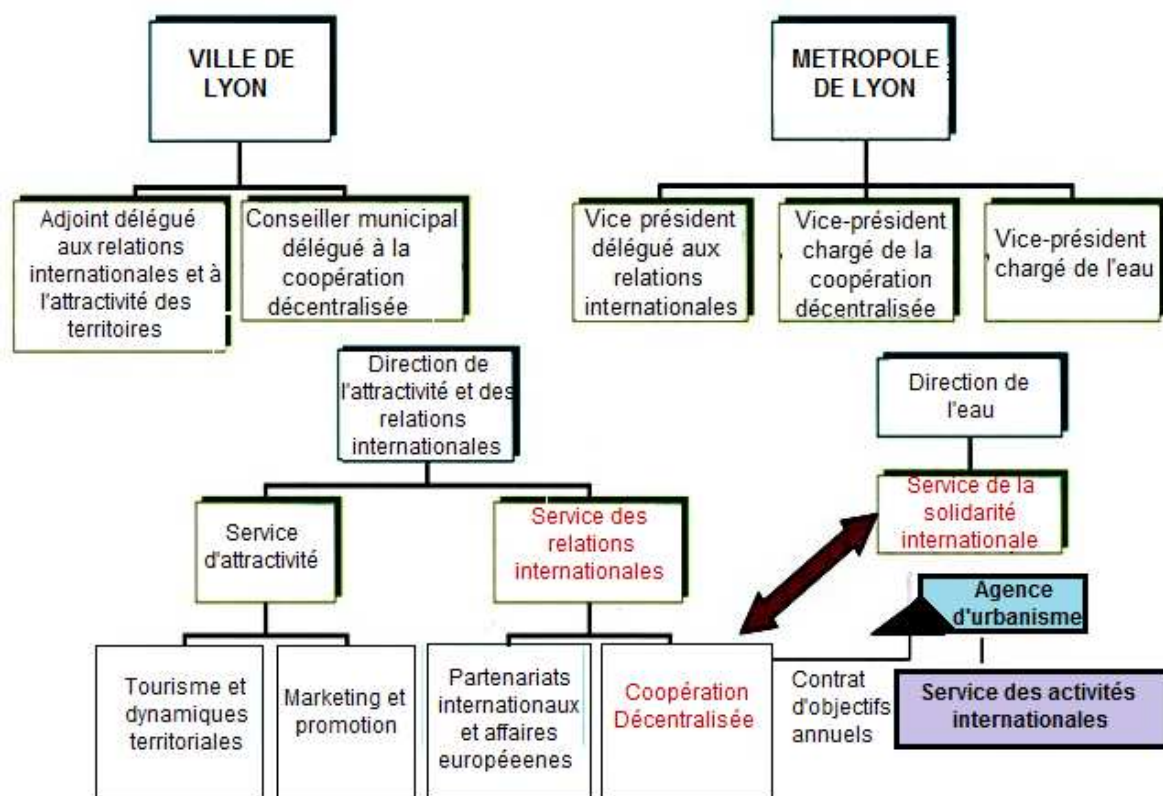 VILLE DE
LYON
METROPOLE
DE LYON
Adjoint délégué
aux relations
internationales et à
l'attractivité des
territoires
Conseiller municipal
délégué à la
coopération
décentralisée
Vice président
délégué aux
relations
internationales
Vice-président
chargé de la
coopération
décentralisée
Vice-président
chargé de l'eau
Direction de
l'attractivité et des
relations
internationales
Direction de
l'eau
Service
d'attractivité
Service des
relations
internationales
Service de la
solidarité
internationale
Agence
d'urbanisme
Tourisme et
dynamiques
territoriales
Marketing et
promotion
Partenariats
internationaux
et affaires
européeenes
Coopération
Décentralisée
Contrat
d'objectifs
annuels
Service des activités
internationales